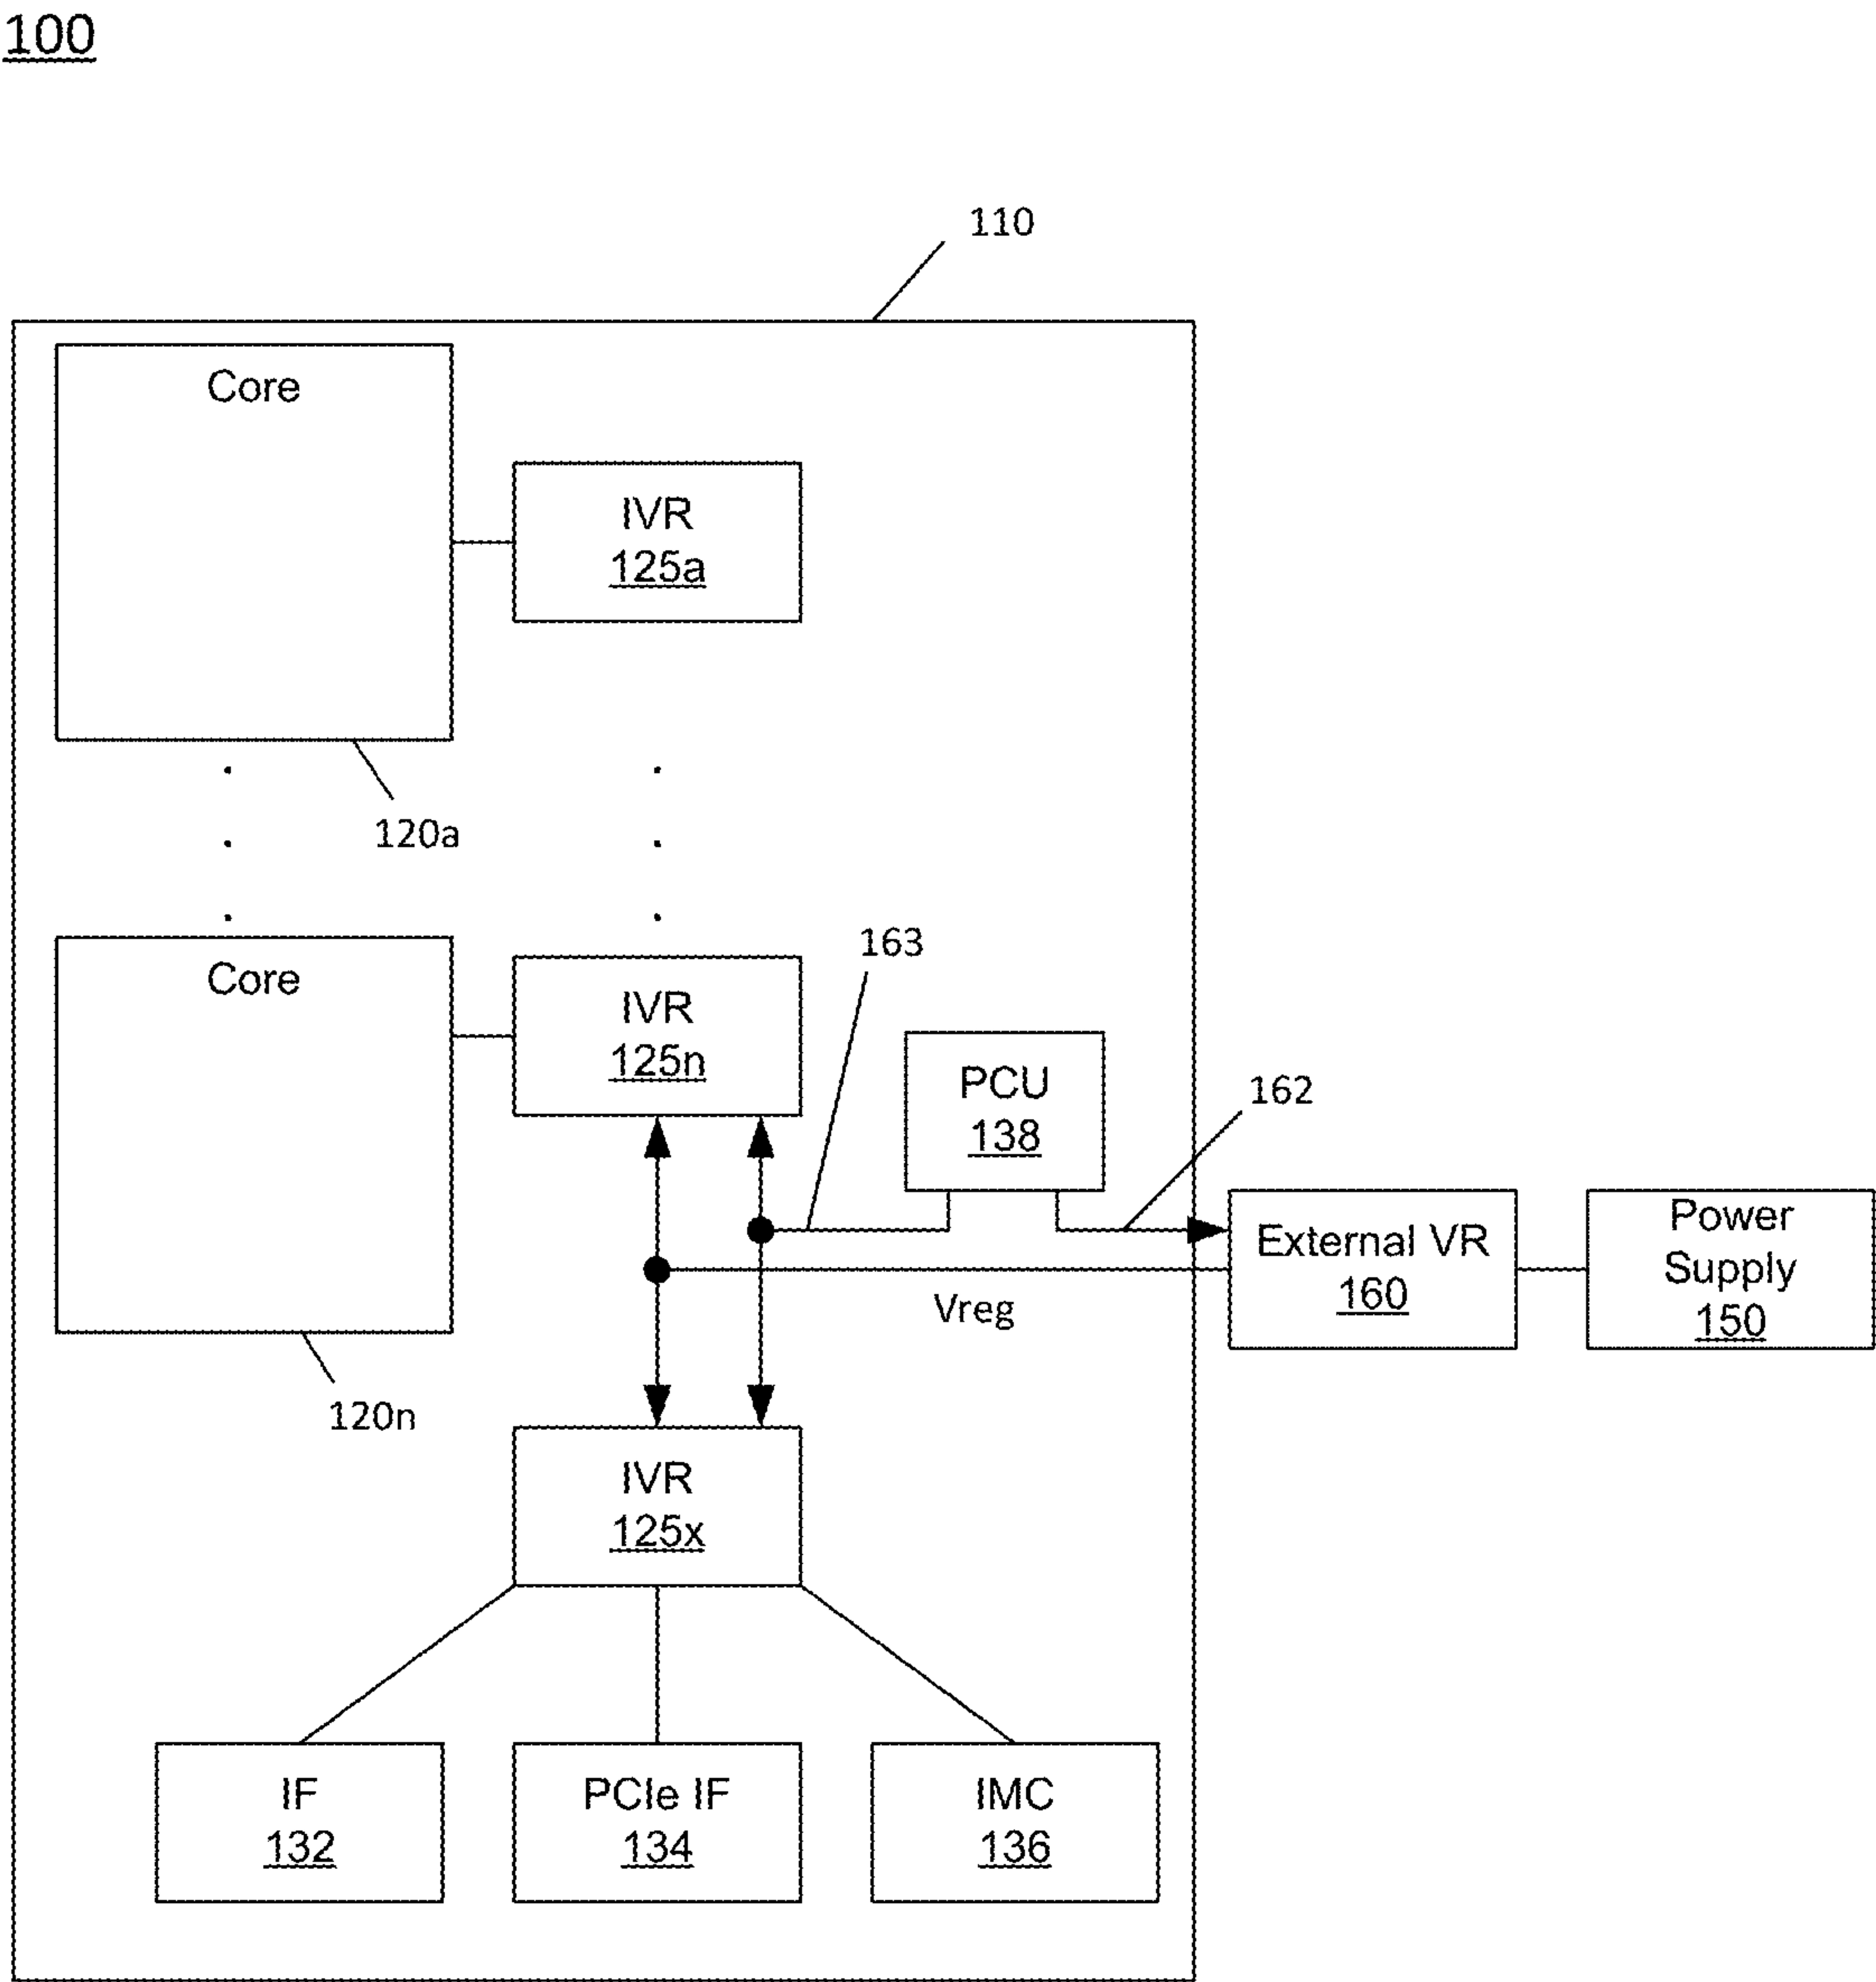 100
110
Core
IVR
125a
120a
Core
IVR
125n
163
PCU
138
162
External VR
160
Power
Supply
150
Vreg
120n
IVR
125x
IF
132
PCIe IF
134
IMC
136